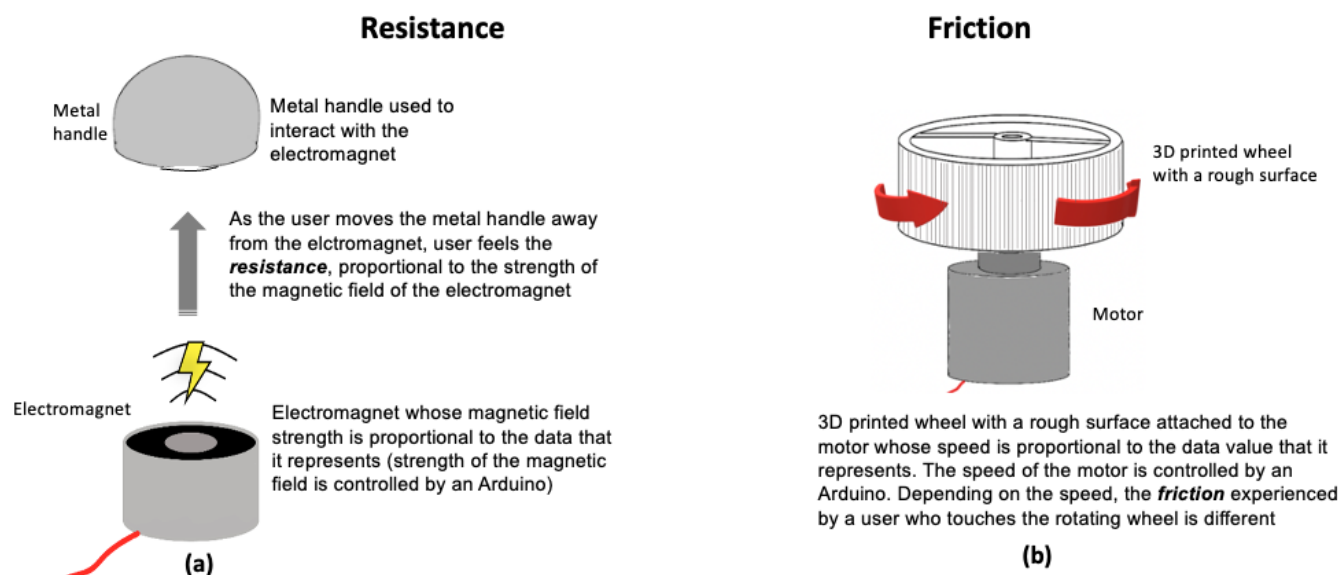 Resistance
Metal
handle
Metal handle used to
interact with the
electromagnet
As the user moves the metal handle away
from the elctromagnet, user feels the
resistance, proportional to the strength of
the magnetic field of the electromagnet
Electromagnet
Electromagnet whose magnetic field
strength is proportional to the data that
it represents (strength of the magnetic
field is controlled by an Arduino)
(a)
Friction
3D printed wheel
with a rough surface
Motor
3D printed wheel with a rough surface attached to the
motor whose speed is proportional to the data value that it
represents. The speed of the motor is controlled by an
Arduino. Depending on the speed, the friction experienced
by a user who touches the rotating wheel is different
(b)